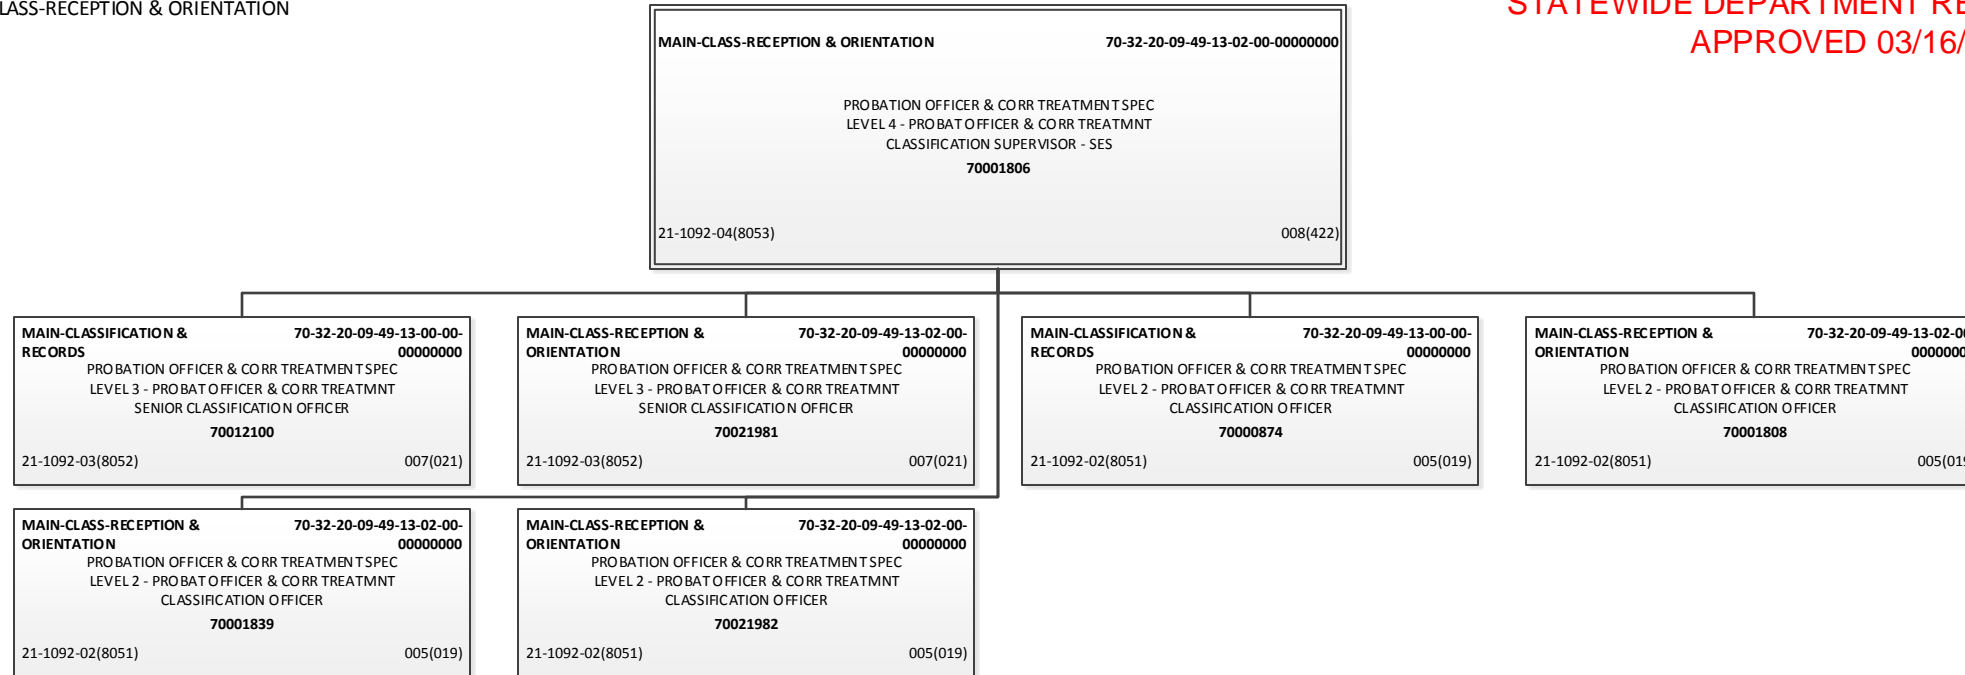 LASS-RECEPTION & ORIENTATION
STATEWIDE DEPARTMENT RE
APPROVED 03/16/
MAIN-CLASS-RECEPTION & ORIENTATION 70-32-20-09-49-13-02-00-00000000
PROBATION OFFICER & CORR TREATMENT SPEC
LEVEL 4 - PROBAT OFFICER & CORR TREATMNT
CLASSIFICATION SUPERVISOR - SES
70001806
21-1092-04(8053) 008(422)
MAIN-CLASSIFICATION & 70-32-20-09-49-13-00-00-
RECORDS 00000000
PROBATION OFFICER & CORR TREATMENT SPEC
LEVEL 3 - PROBAT OFFICER & CORR TREATMNT
SENIOR CLASSIFICATION OFFICER
70012100
21-1092-03(8052) 007(021)
MAIN-CLASS-RECEPTION & 70-32-20-09-49-13-02-00-
ORIENTATION 00000000
PROBATION OFFICER & CORR TREATMENT SPEC
LEVEL 3 - PROBAT OFFICER & CORR TREATMNT
SENIOR CLASSIFICATION OFFICER
70021981
21-1092-03(8052) 007(021)
MAIN-CLASSIFICATION & 70-32-20-09-49-13-00-00-
RECORDS 00000000
PROBATION OFFICER & CORR TREATMENT SPEC
LEVEL 2 - PROBAT OFFICER & CORR TREATMNT
CLASSIFICATION OFFICER
70000874
21-1092-02(8051) 005(019)
MAIN-CLASS-RECEPTION & 70-32-20-09-49-13-02-00
ORIENTATION 0000000
PROBATION OFFICER & CORR TREATMENT SPEC
LEVEL 2 - PROBAT OFFICER & CORR TREATMNT
CLASSIFICATION OFFICER
70001808
21-1092-02(8051) 005(019
MAIN-CLASS-RECEPTION & 70-32-20-09-49-13-02-00-
ORIENTATION 00000000
PROBATION OFFICER & CORR TREATMENT SPEC
LEVEL 2 - PROBAT OFFICER & CORR TREATMNT
CLASSIFICATION OFFICER
70001839
21-1092-02(8051) 005(019)
MAIN-CLASS-RECEPTION & 70-32-20-09-49-13-02-00-
ORIENTATION 00000000
PROBATION OFFICER & CORR TREATMENT SPEC
LEVEL 2 - PROBAT OFFICER & CORR TREATMNT
CLASSIFICATION OFFICER
70021982
21-1092-02(8051) 005(019)